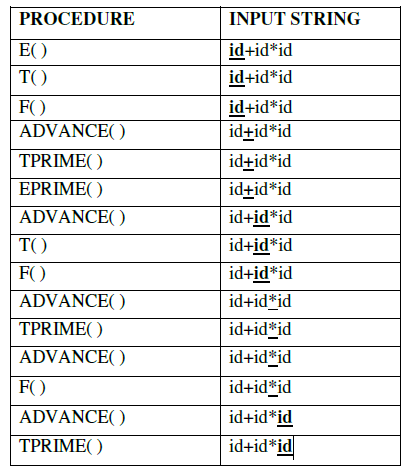 PROCEDURE INPUT STRING
E( ) id+id*id
T( ) id+id*id
F( ) id+id*id
ADVANCE( ) id+id*id
TPRIME( ) id+id*id
EPRIME( ) id+id*id
ADVANCE( ) id+id*id
T( ) id+id*id
F( ) id+id*id
ADVANCE( ) id+id*id
TPRIME( ) id+id*id
ADVANCE( ) id+id*id
F( ) id+id*id
ADVANCE( ) id+id*id
TPRIME( ) id+id*id